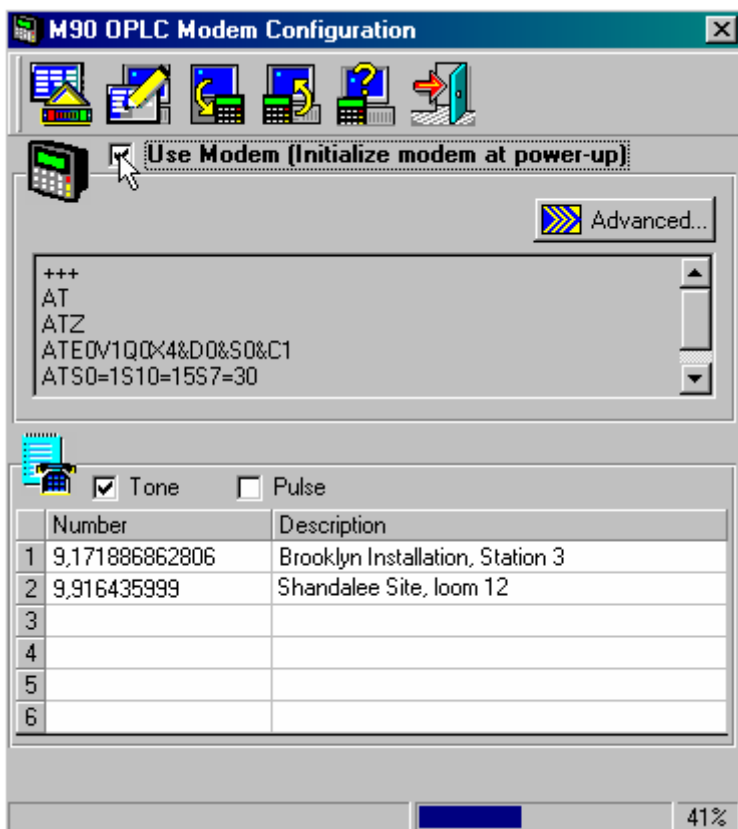 M90 OPLC Modem Configuration
Use Modem (Initialize modem at power-up)
Advanced...
+++
AT
ATZ
ATE0V1Q0X4&D0&S0&C1
ATS0=1S10=15S7=30
Tone Pulse
Number Description
1 9,171886862806 Brooklyn Installation, Station 3
2 9,916435999 Shandalee Site, loom 12
3
4
5
6
41%